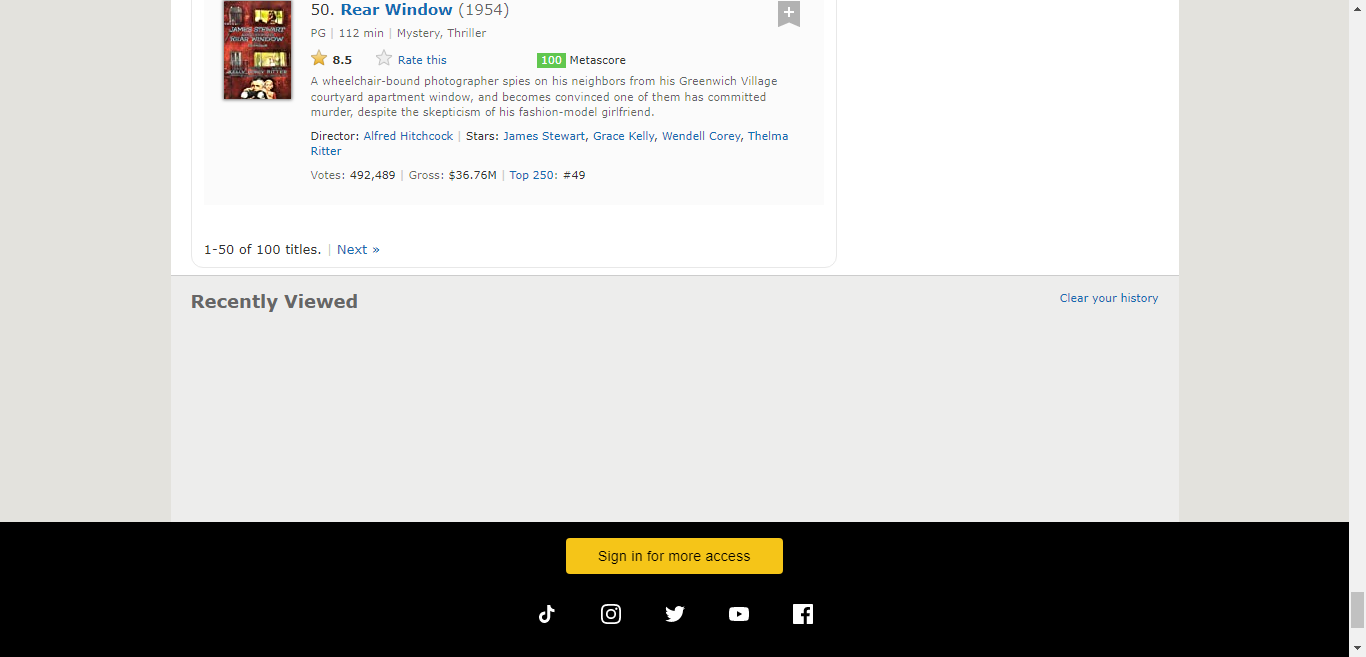 50. Rear Window (1954)
PG | 112 min | Mystery, Thriller
8.5 Rate this 100 Metascore
A wheelchair-bound photographer spies on his neighbors from his Greenwich Village
courtyard apartment window, and becomes convinced one of them has committed
murder, despite the skepticism of his fashion-model girlfriend.
Director: Alfred Hitchcock | Stars: James Stewart, Grace Kelly, Wendell Corey, Thelma
Ritter
Votes: 492,489 | Gross: $36.76M | Top 250: #49
JAMES STEWART
REAR WINDOW
1-50 of 100 titles. | Next »
Recently Viewed
Clear your history
Sign in for more access